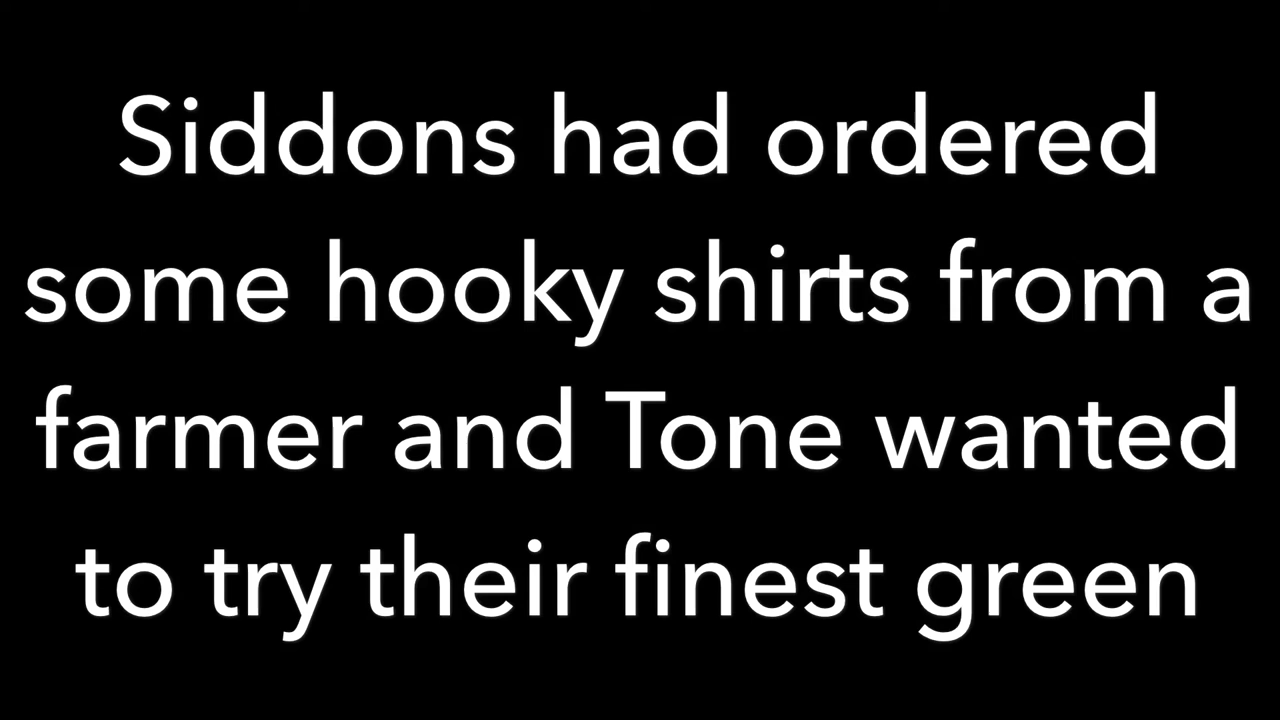 Siddons had ordered
some hooky shirts from a
farmer and Tone wanted
to try their finest green